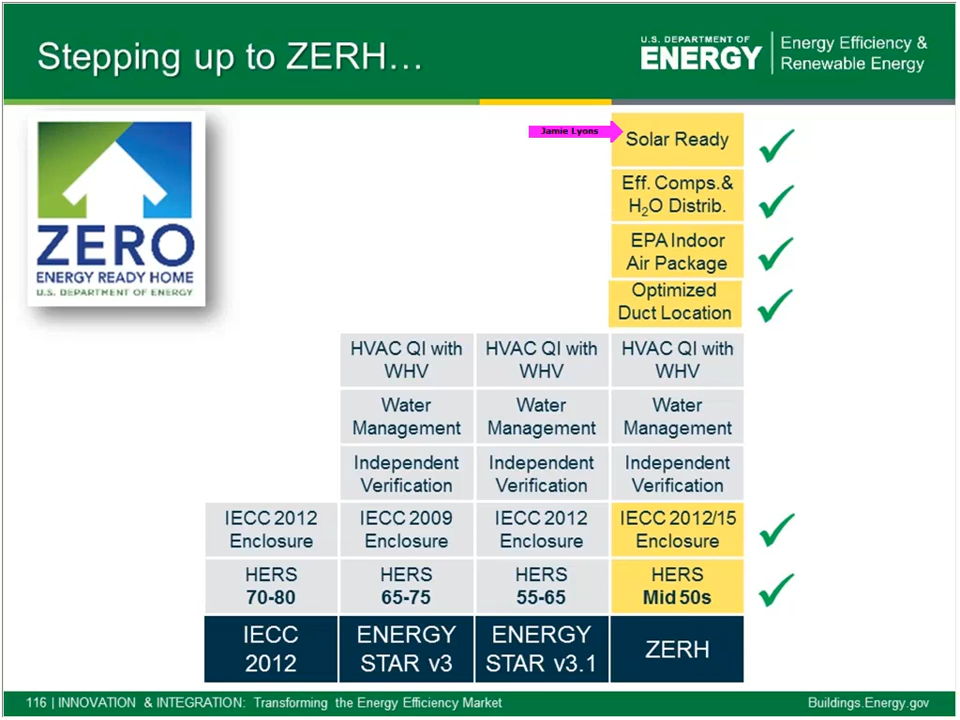 Stepping up to ZERH…
U.S. DEPARTMENT OF
ENERGY
Energy Efficiency &
Renewable Energy
ZERO
ENERGY READY HOME
U.S. DEPARTMENT OF ENERGY
Jamie Lyons
Solar Ready
Eff. Comps.&
H₂O Distrib.
EPA Indoor
Air Package
Optimized
Duct Location
HVAC QI with
WHV
HVAC QI with
WHV
HVAC QI with
WHV
Water
Management
Water
Management
Water
Management
Independent
Verification
Independent
Verification
Independent
Verification
IECC 2012
Enclosure
IECC 2009
Enclosure
IECC 2012
Enclosure
IECC 2012/15
Enclosure
HERS
70-80
HERS
65-75
HERS
55-65
HERS
Mid 50s
IECC
2012
ENERGY
STAR v3
ENERGY
STAR v3.1
ZERH
116 | INNOVATION & INTEGRATION: Transforming the Energy Efficiency Market
Buildings.Energy.gov